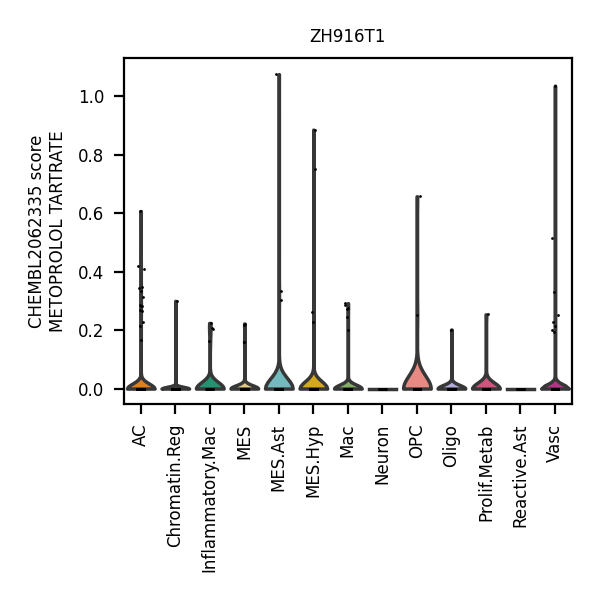 ZH916T1
CHEMBL2062335 score
METOPROLOL TARTRATE
1.0
0.8
0.6
0.4
0.2
0.0
AC
Chromatin.Reg
Inflammatory.Mac
MES
MES.Ast
MES.Hyp
Mac
Neuron
OPC
Oligo
Prolif.Metab
Reactive.Ast
Vasc